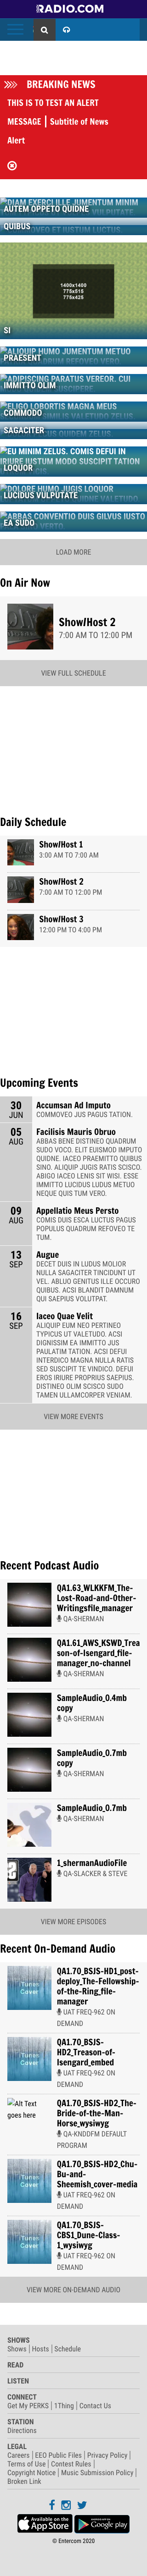 RADIO.COM
BREAKING NEWS
THIS IS TO TEST AN ALERT
MESSAGE | Subtitle of News
Alert
DIAM EXERCI ILLE JUMENTUM MINIM
AUTEM OPPETO QUIDNE
QUIBUS
1400x1400
775x515
775x425
SI
ALIQUIP HUMO JUMENTUM METUO
PRAESENT
ADIPISCING PARATUS VEREOR. CUI
IMMITTO OLIM
ELIGO LOBORTIS MAGNA MEUS
COMMODO
SAGACITER
EU MINIM ZELUS. COMIS DEFUI IN
IRIURE IUSTUM MODO SUSCIPIT TATION
LOQUOR
DOLORE HUMO JUGIS LOQUOR
LUCIDUS VULPUTATE
ABBAS CONVENTIO DUIS GILVUS IUSTO
EA SUDO
LOAD MORE
On Air Now
Show/Host 2
7:00 AM TO 12:00 PM
VIEW FULL SCHEDULE
Daily Schedule
Show/Host 1
3:00 AM TO 7:00 AM
Show/Host 2
7:00 AM TO 12:00 PM
Show/Host 3
12:00 PM TO 4:00 PM
Upcoming Events
30 JUN
Accumsan Ad Imputo
COMMOVEO JUS PAGUS TATION.
05 AUG
Facilisis Mauris Obruo
ABBAS BENE DISTINEO QUADRUM
SUDO VOCO. ELIT EUISMOD IMPUTO
QUIDNE. IACEO PRAEMITTO QUIBUS
SINO. ALIQUIP JUGIS RATIS SCISCO.
ABIGO IACEO LENIS SIT WISI. ESSE
IMMITTO LUCIDUS LUDUS METUO
NEQUE QUIS TUM VERO.
09 AUG
Appellatio Meus Persto
COMIS DUIS ESCA LUCTUS PAGUS
POPULUS QUADRUM REFOVEO TE
TUM.
13 SEP
Augue
DECET DUIS IN LUDUS MOLIOR
NULLA SAGACITER TINCIDUNT UT
VEL. ABLUO GENITUS ILLE OCCURO
QUIBUS. ACSI BLANDIT DAMNUM
QUI SAEPIUS VOLUTPAT.
16 SEP
Iaceo Quae Velit
ALIQUIP EUM NEO PERTINEO
TYPICUS UT VALETUDO. ACSI
DIGNISSIM EA IMMITTO JUS
PAULATIM TATION. ACSI DEFUI
INTERDICO MAGNA NULLA RATIS
SED SUSCIPIT TE VINDICO. DEFUI
EROS IRIURE PROPRIUS SAEPIUS.
DISTINEO OLIM SCISCO SUDO
TAMEN ULLAMCORPER VENIAM.
VIEW MORE EVENTS
Recent Podcast Audio
QA1.63_WLKKFM_The-
Lost-Road-and-Other-
Writingsfile_manager
QA-SHERMAN
QA1.61_AWS_KSWD_Trea
son-of-Isengard_file-
manager_no-channel
QA-SHERMAN
SampleAudio_0.4mb
copy
QA-SHERMAN
SampleAudio_0.7mb
copy
QA-SHERMAN
SampleAudio_0.7mb
QA-SHERMAN
1_shermanAudioFile
QA-SLACKER & STEVE
VIEW MORE EPISODES
Recent On-Demand Audio
QA1.70_BSJS-HD1_post-
deploy_The-Fellowship-
of-the-Ring_file-
manager
UAT FREQ-962 ON
DEMAND
QA1.70_BSJS-
HD2_Treason-of-
Isengard_embed
UAT FREQ-962 ON
DEMAND
Alt Text
goes here
QA1.70_BSJS-HD2_The-
Bride-of-the-Man-
Horse_wysiwyg
QA-KNDDFM DEFAULT
PROGRAM
QA1.70_BSJS-HD2_Chu-
Bu-and-
Sheemish_cover-media
UAT FREQ-962 ON
DEMAND
QA1.70_BSJS-
CBS1_Dune-Class-
1_wysiwyg
UAT FREQ-962 ON
DEMAND
VIEW MORE ON-DEMAND AUDIO
SHOWS
Shows | Hosts | Schedule
READ
LISTEN
CONNECT
Get My PERKS | 1Thing | Contact Us
STATION
Directions
LEGAL
Careers | EEO Public Files | Privacy Policy |
Terms of Use | Contest Rules |
Copyright Notice | Music Submission Policy |
Broken Link
Available on the App Store
GET IT ON Google play
© Entercom 2020